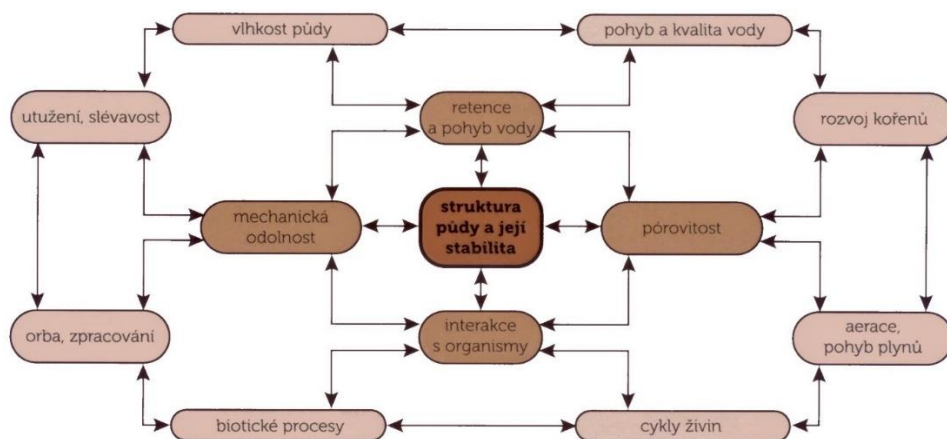 vlhkost půdy
pohyb a kvalita vody
utužení, slévavost
retence
a pohyb vody
rozvoj kořenů
mechanická
odolnost
struktura
půdy a její
stabilita
pórovitost
orba, zpracování
interakce
s organismy
aerace,
pohyb plynů
biotické procesy
cykly živin